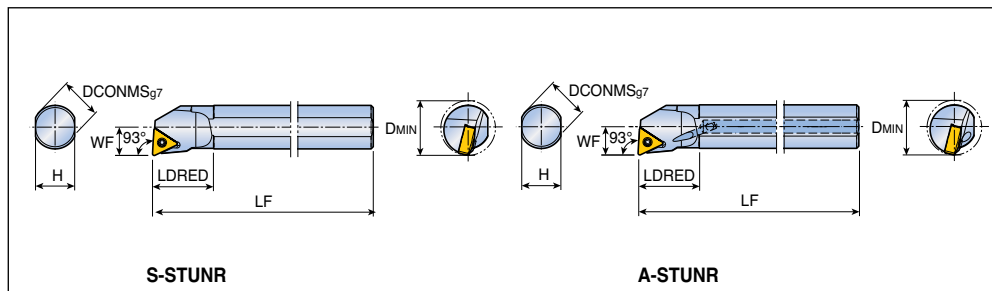 DCONMSg7
WF
93°
H
LDRED
LF
DMIN
S-STUNR
DCONMSg7
WF
93°
H
LDRED
LF
DMIN
A-STUNR